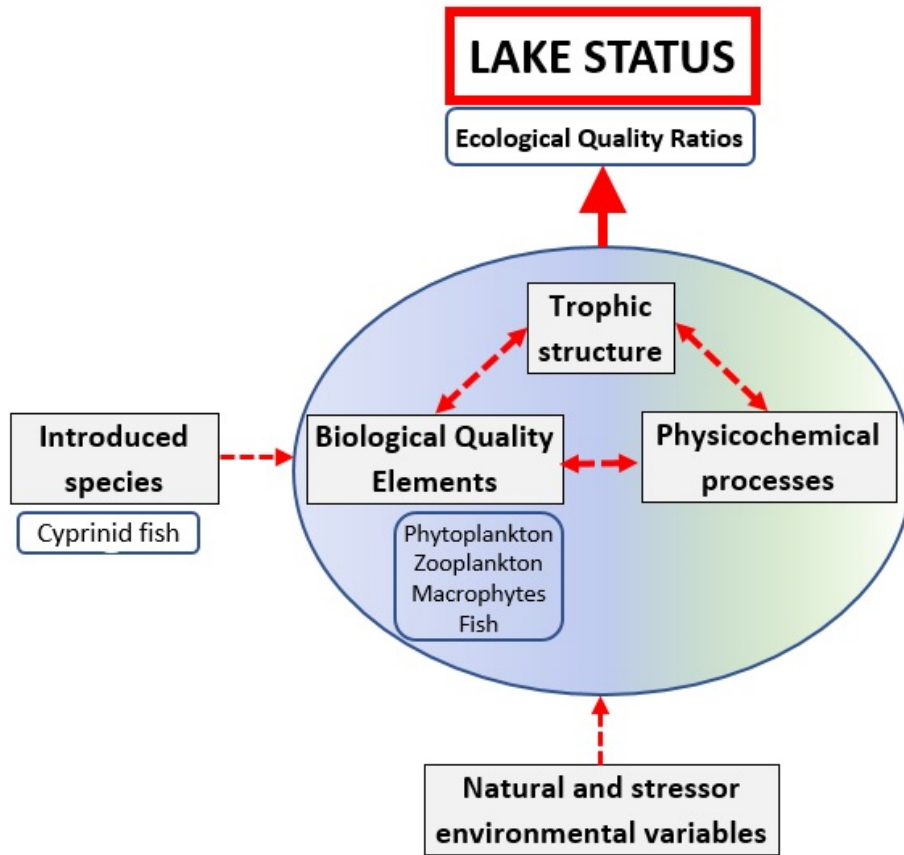 LAKE STATUS
Ecological Quality Ratios
Trophic
structure
Introduced
species
Cyprinid fish
Biological Quality
Elements
Phytoplankton
Zooplankton
Macrophytes
Fish
Physicochemical
processes
Natural and stressor
environmental variables